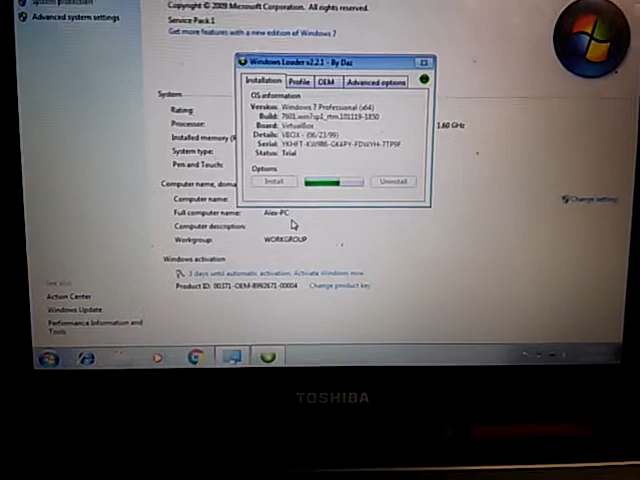 System protection
Copyright © 2009 Microsoft Corporation. All rights reserved.
Advanced system settings
Service Pack 1
Get more features with a new edition of Windows 7
Windows Loader v2.2.1 - By Daz
Installation Profile OEM Advanced options
OS information
Version: Windows 7 Professional (x64)
Build: 7601.win7sp1_rtm.101119-1850
Board: VirtualBox
Details: VBOX - (06/23/99)
Serial: YKHFT-KW986-GK4PY-FDWYH-7TP9F
Status: Trial
Options
Install
Uninstall
System
Rating:
Processor:
1.60 GHz
Installed memory (R
System type:
Pen and Touch:
Computer name, doma
Computer name:
Change settings
Full computer name: Alex-PC
Computer description:
Workgroup: WORKGROUP
Windows activation
3 days until automatic activation. Activate Windows now
Product ID: 00371-OEM-8992671-00004 Change product key
See also
Action Center
Windows Update
Performance Information and
Tools
TOSHIBA